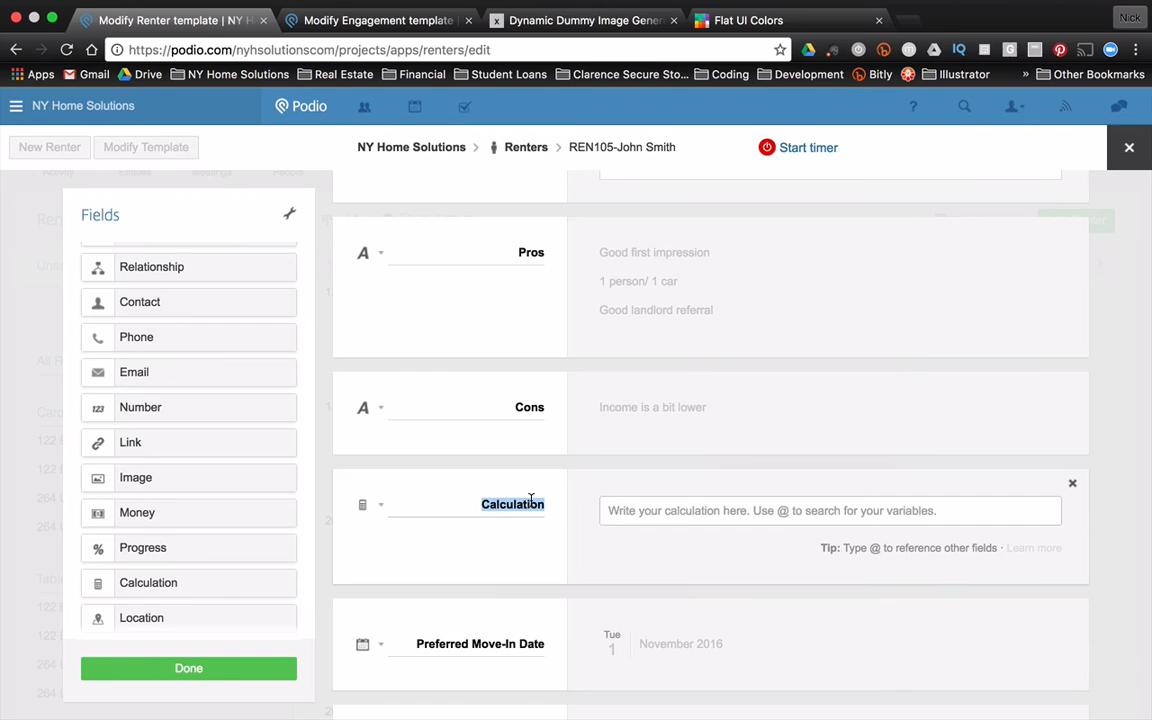 Modify Renter template | NY H
Modify Engagement template
Dynamic Dummy Image Gener
Flat UI Colors
Nick
https://podio.com/nyhsolutionscom/projects/apps/renters/edit
Apps
Gmail
Drive
NY Home Solutions
Real Estate
Financial
Student Loans
Clarence Secure Sto...
Coding
Development
Bitly
Illustrator
»
Other Bookmarks
NY Home Solutions
Podio
?
New Renter
Modify Template
NY Home Solutions > Renters > REN105-John Smith
Start timer
Fields
Relationship
Contact
Phone
Email
123 Number
Link
Image
Money
% Progress
Calculation
Location
Done
A Pros
Good first impression
1 person/ 1 car
Good landlord referral
A Cons
Income is a bit lower
Calculation
Write your calculation here. Use @ to search for your variables.
Tip: Type @ to reference other fields · Learn more
Preferred Move-In Date
Tue
1
November 2016